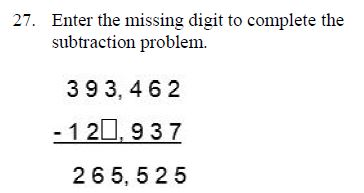 27. Enter the missing digit to complete the
subtraction problem.
393,462
- 12□,937
265,525